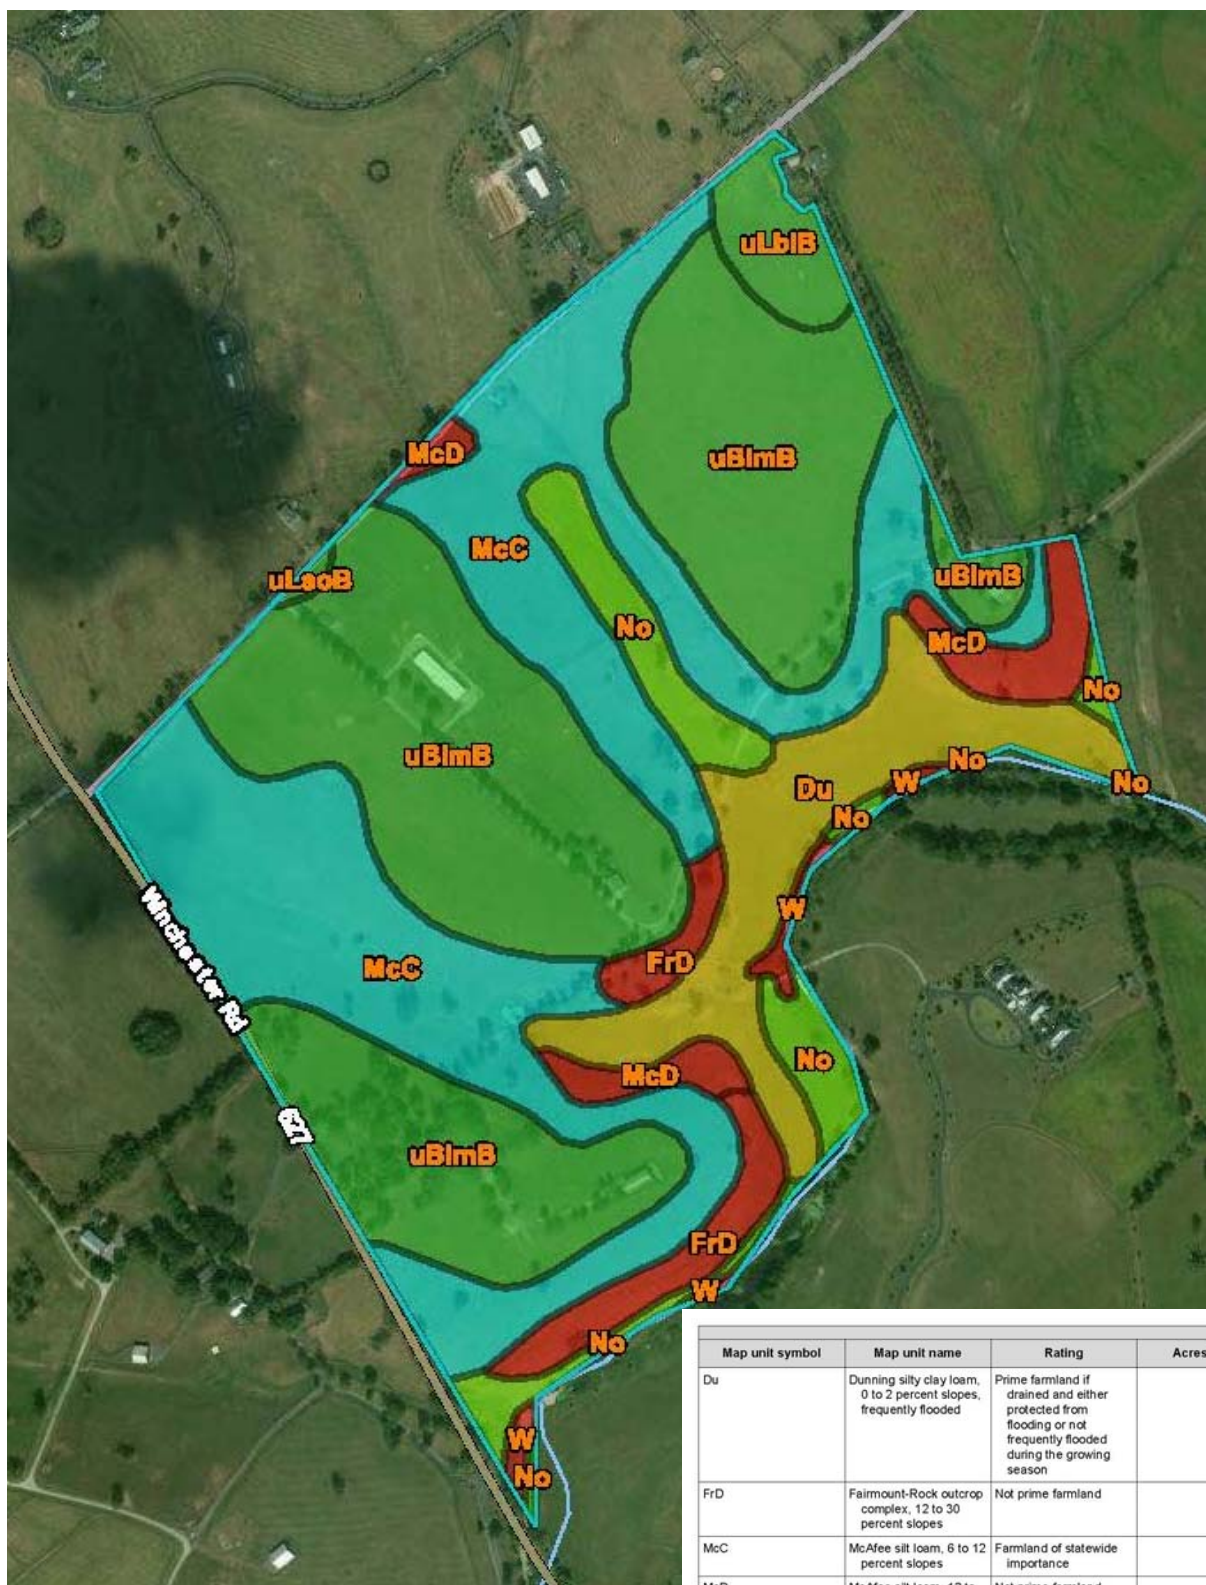 uLbIB
uBlmB
McD
McC
uLaoB
uBlmB
No
McD
No
uBlmB
Du
No
W
No
No
W
Winchester Rd
McC
FrD
No
McD
627
uBlmB
FrD
W
No
W
No
Map unit symbol Map unit name Rating Acres
Du Dunning silty clay loam, Prime farmland if
0 to 2 percent slopes, drained and either
frequently flooded protected from
flooding or not
frequently flooded
during the growing
season
FrD Fairmount-Rock outcrop Not prime farmland
complex, 12 to 30
percent slopes
McC McAfee silt loam, 6 to 12 Farmland of statewide
percent slopes importance